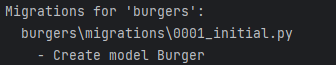 Migrations for 'burgers':
  burgers\migrations\0001_initial.py
    - Create model Burger